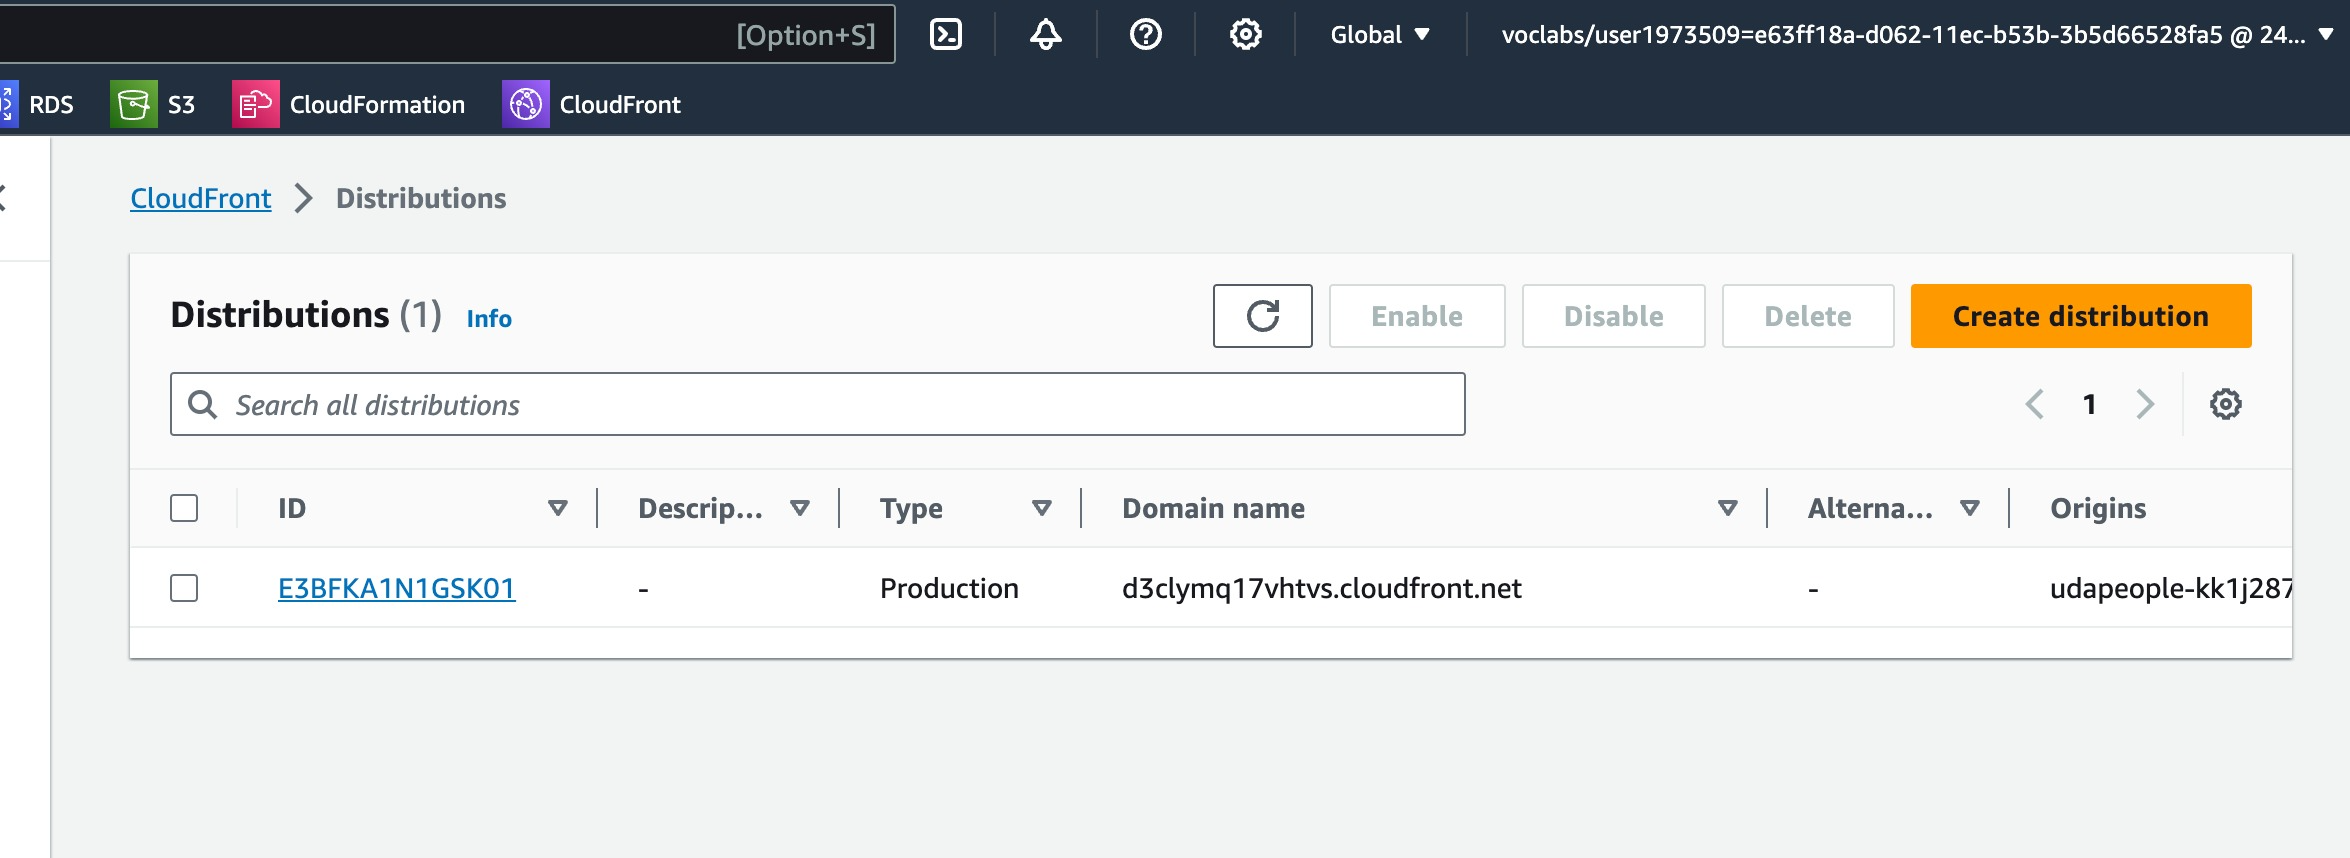 [Option+S] Global voclabs/user1973509=e63ff18a-d062-11ec-b53b-3b5d66528fa5 @ 24...
RDS S3 CloudFormation CloudFront
CloudFront Distributions
Distributions (1) Info Enable Disable Delete Create distribution
Search all distributions 1
ID Descrip... Type Domain name Alterna... Origins
E3BFKA1N1GSK01 - Production d3clymq17vhtvs.cloudfront.net - udapeople-kk1j287